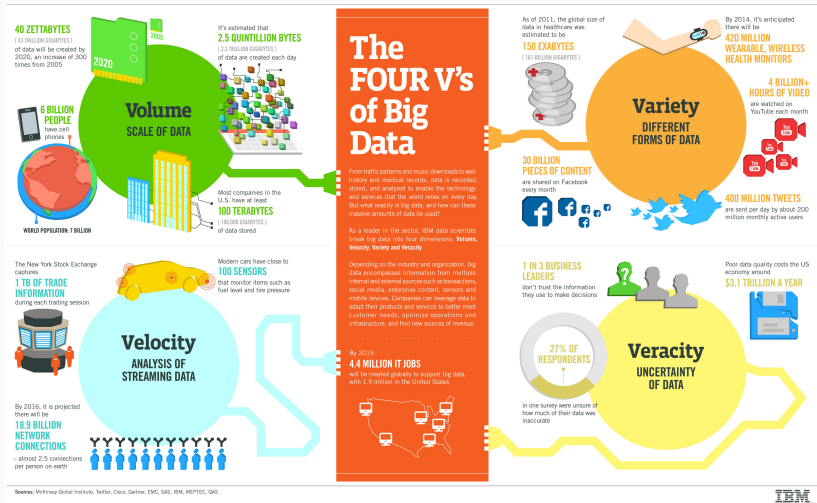 40 ZETTABYTES
[ 43 TRILLION GIGABYTES ]
of data will be created by
2020, an increase of 300
times from 2005
2005
2020
It's estimated that
2.5 QUINTILLION BYTES
[ 2.3 TRILLION GIGABYTES ]
of data are created each day
6 BILLION
PEOPLE
have cell
phones
WORLD POPULATION: 7 BILLION
Volume
SCALE OF DATA
Most companies in the
U.S. have at least
100 TERABYTES
[ 100,000 GIGABYTES ]
of data stored
The New York Stock Exchange
captures
1 TB OF TRADE
INFORMATION
during each trading session
Modern cars have close to
100 SENSORS
that monitor items such as
fuel level and tire pressure
Velocity
ANALYSIS OF
STREAMING DATA
By 2016, it is projected
there will be
18.9 BILLION
NETWORK
CONNECTIONS
– almost 2.5 connections
per person on earth
The
FOUR V's
of Big
Data
From traffic patterns and music downloads to web
history and medical records, data is recorded,
stored, and analyzed to enable the technology
and services that the world relies on every day.
But what exactly is big data, and how can these
massive amounts of data be used?
As a leader in the sector, IBM data scientists
break big data into four dimensions: Volume,
Velocity, Variety and Veracity
Depending on the industry and organization, big
data encompasses information from multiple
internal and external sources such as transactions,
social media, enterprise content, sensors and
mobile devices. Companies can leverage data to
adapt their products and services to better meet
customer needs, optimize operations and
infrastructure, and find new sources of revenue.
By 2015
4.4 MILLION IT JOBS
will be created globally to support big data,
with 1.9 million in the United States
As of 2011, the global size of
data in healthcare was
estimated to be
150 EXABYTES
[ 161 BILLION GIGABYTES ]
30 BILLION
PIECES OF CONTENT
are shared on Facebook
every month
Variety
DIFFERENT
FORMS OF DATA
By 2014, it's anticipated
there will be
420 MILLION
WEARABLE, WIRELESS
HEALTH MONITORS
4 BILLION+
HOURS OF VIDEO
are watched on
YouTube each month
You
Tube
You
Tube
You
Tube
You
Tube
400 MILLION TWEETS
are sent per day by about 200
million monthly active users
1 IN 3 BUSINESS
LEADERS
don't trust the information
they use to make decisions
?
27% OF
RESPONDENTS
in one survey were unsure of
how much of their data was
inaccurate
Veracity
UNCERTAINTY
OF DATA
Poor data quality costs the US
economy around
$3.1 TRILLION A YEAR
Sources: McKinsey Global Institute, Twitter, Cisco, Gartner, EMC, SAS, IBM, MEPTEC, QAS
IBM